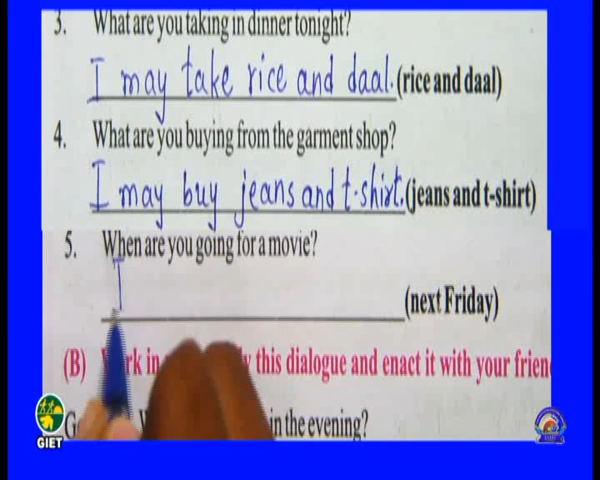 3. What are you taking in dinner tonight?
I may take rice and daal. (rice and daal)
4. What are you buying from the garment shop?
I may buy jeans and t-shirt. (jeans and t-shirt)
5. When are you going for a movie?
I (next Friday)
(B) this dialogue and enact it with your frien
in the evening?
GIET